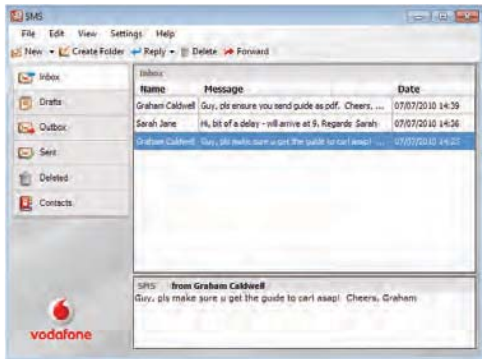 SMS
File Edit View Settings Help
New Create Folder Reply Delete Forward
Inbox
Drafts
Outbox
Sent
Deleted
Contacts
vodafone
Inbox
Name Message Date
Graham Caldwell Guy, pls ensure you send guide as pdf. Cheers, ... 07/07/2010 14:39
Sarah Jane Hi, bit of a delay - will arrive at 9. Regards Sarah 07/07/2010 14:36
Graham Caldwell Guy, pls make sure u get the guide to carl asap! ... 07/07/2010
SMS from Graham Caldwell
Guy, pls make sure u get the guide to carl asap! Cheers, Graham